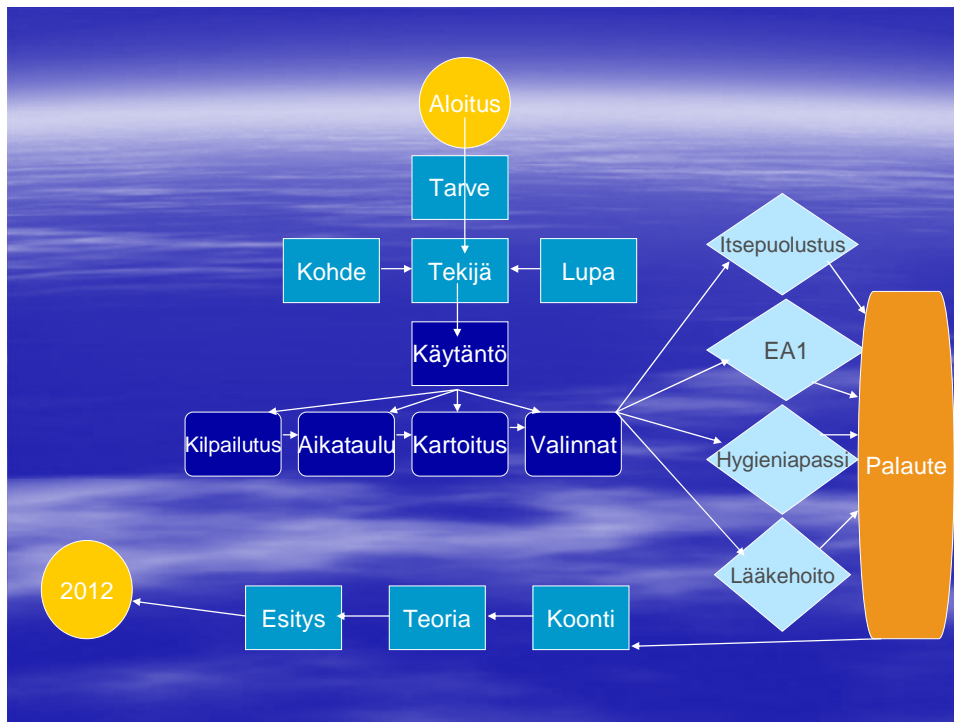 Aloitus
Tarve
Kohde
Tekijä
Lupa
Käytäntö
Kilpailutus
Aikataulu
Kartoitus
Valinnat
Itsepuolustus
EA1
Hygieniapassi
Lääkehoito
Palaute
Koonti
Teoria
Esitys
2012